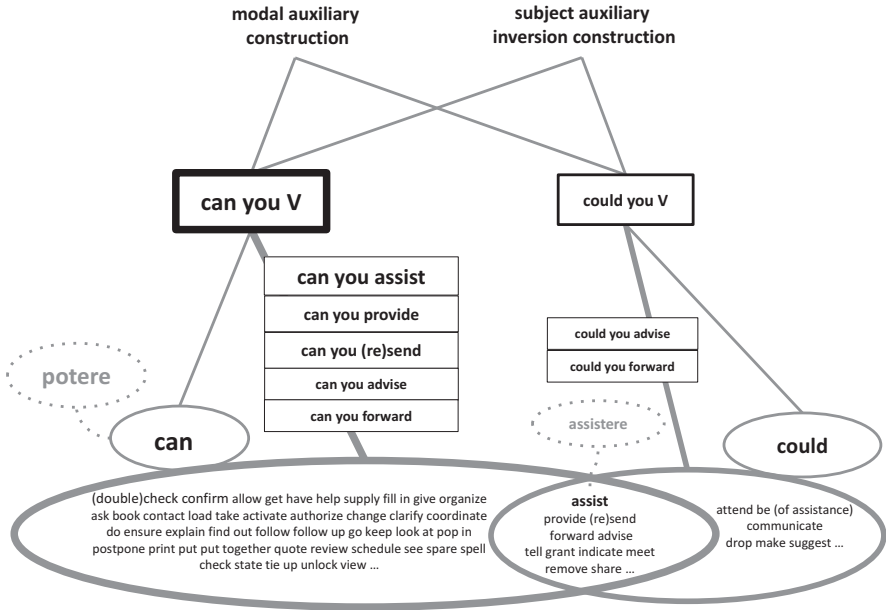 modal auxiliary
construction
subject auxiliary
inversion construction
can you V
could you V
can you assist
can you provide
can you (re)send
can you advise
can you forward
could you advise
could you forward
potere
assistere
can
could
(double)check confirm allow get have help supply fill in give organize
ask book contact load take activate authorize change clarify coordinate
do ensure explain find out follow follow up go keep look at pop in
postpone print put put together quote review schedule see spare spell
check state tie up unlock view ...
assist
provide (re)send
forward advise
tell grant indicate meet
remove share ...
attend be (of assistance)
communicate
drop make suggest ...